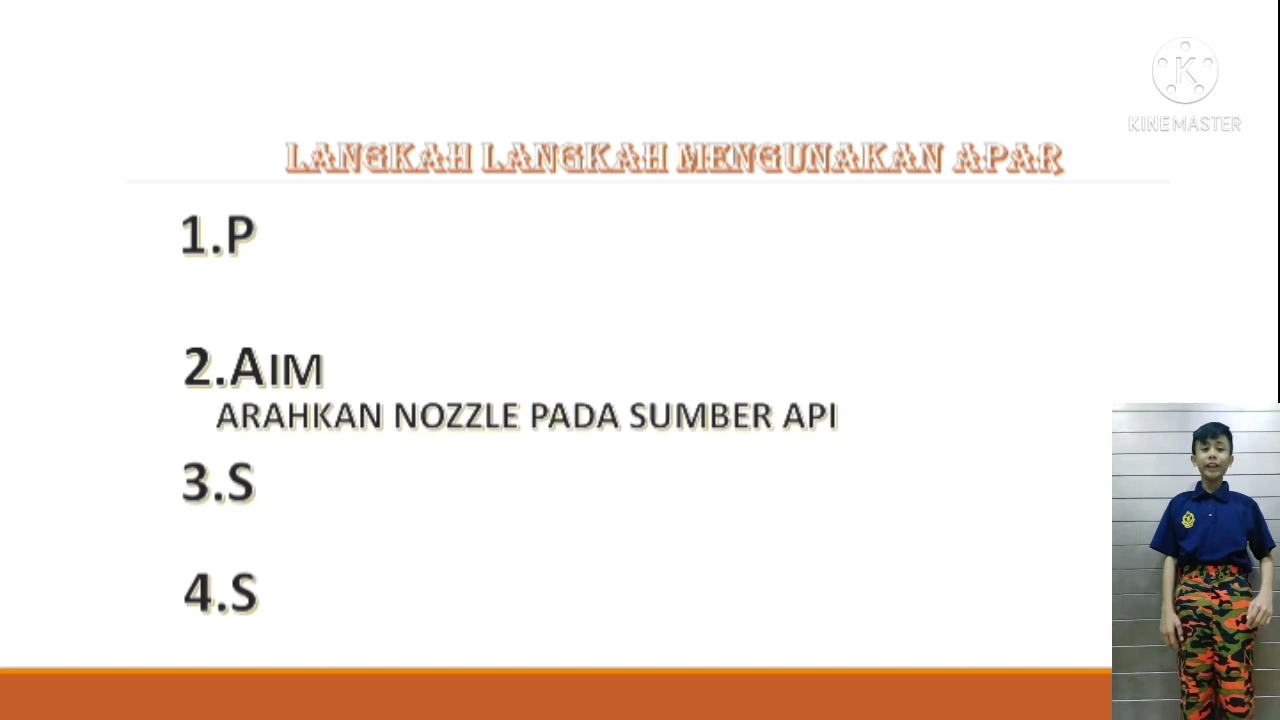 KINEMASTER
LANGKAH LANGKAH MENGUNAKAN APAR
1.P
2.AIM
ARAHKAN NOZZLE PADA SUMBER API
3.S
4.S